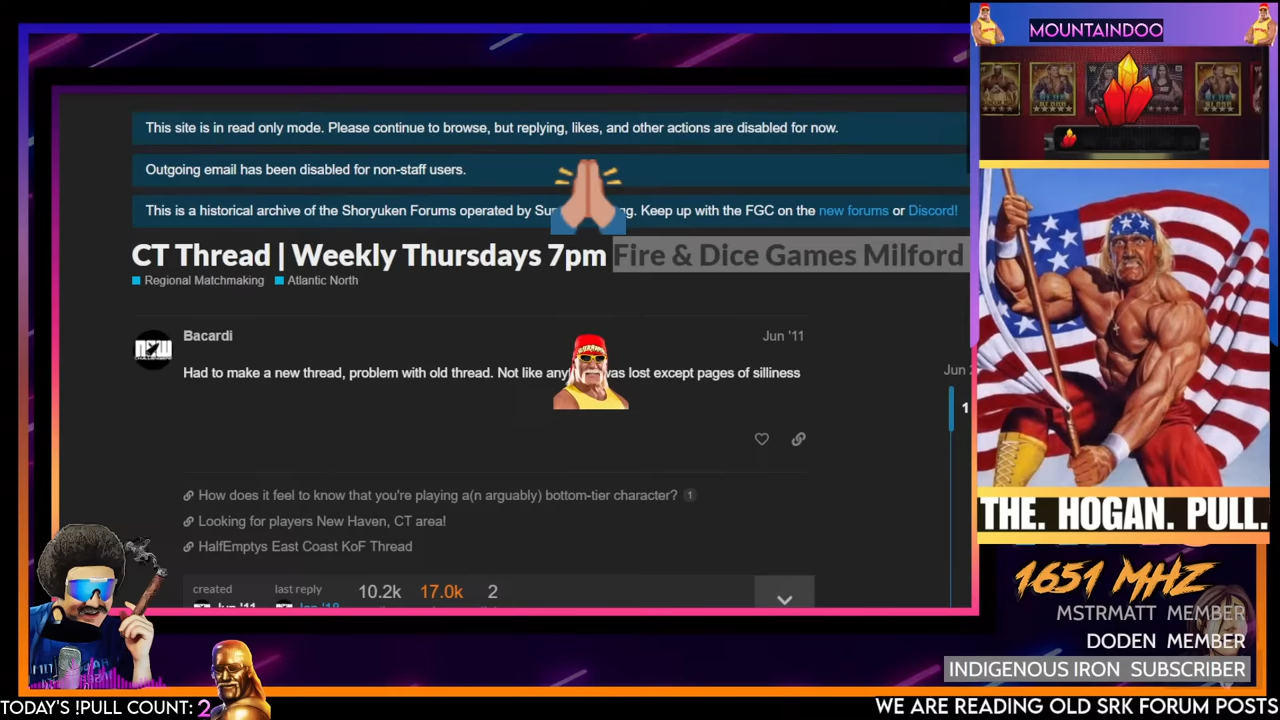 MOUNTAINDOO
This site is in read only mode. Please continue to browse, but replying, likes, and other actions are disabled for now.
Outgoing email has been disabled for non-staff users.
This is a historical archive of the Shoryuken Forums operated by Su g. Keep up with the FGC on the new forums or Discord!
CT Thread | Weekly Thursdays 7pm Fire & Dice Games Milford
Regional Matchmaking Atlantic North
Bacardi
Jun '11
Had to make a new thread, problem with old thread. Not like any was lost except pages of silliness
Jun
1
How does it feel to know that you're playing a(n arguably) bottom-tier character? 1
Looking for players New Haven, CT area!
HalfEmptys East Coast KoF Thread
created last reply 10.2k 17.0k 2
THE. HOGAN. PULL.
1651 MHZ
MSTRMATT MEMBER
DODEN MEMBER
INDIGENOUS IRON SUBSCRIBER
TODAY'S !PULL COUNT: 2
WE ARE READING OLD SRK FORUM POSTS